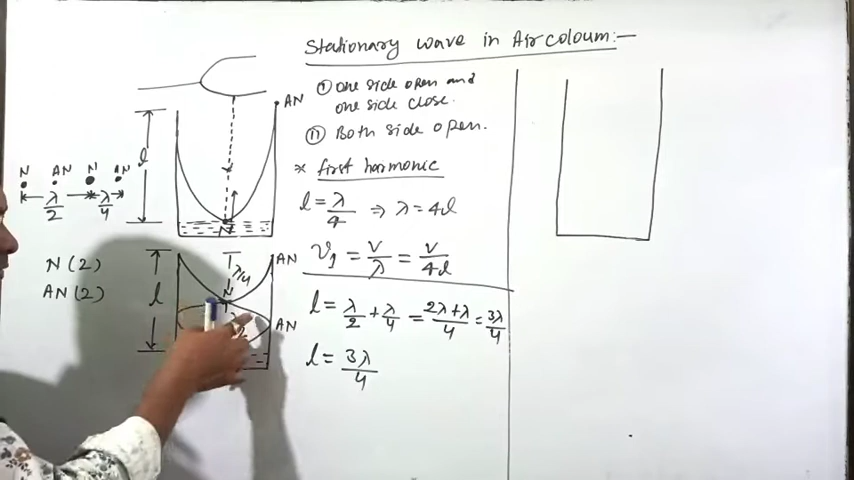 Stationary wave in Air coloum:-
① one side open and
one side close.
⑪ Both side open.
* first harmonic
l = λ/4 ⇒ λ = 4l
ν₁ = v/λ = v/4l
l = λ/2 + λ/4 = 2λ+λ/4 = 3λ/4
l = 3λ/4
AN
l
N
N AN N AN
λ/2 λ/4
N(2)
AN(2)
l
λ/4
AN
N
AN